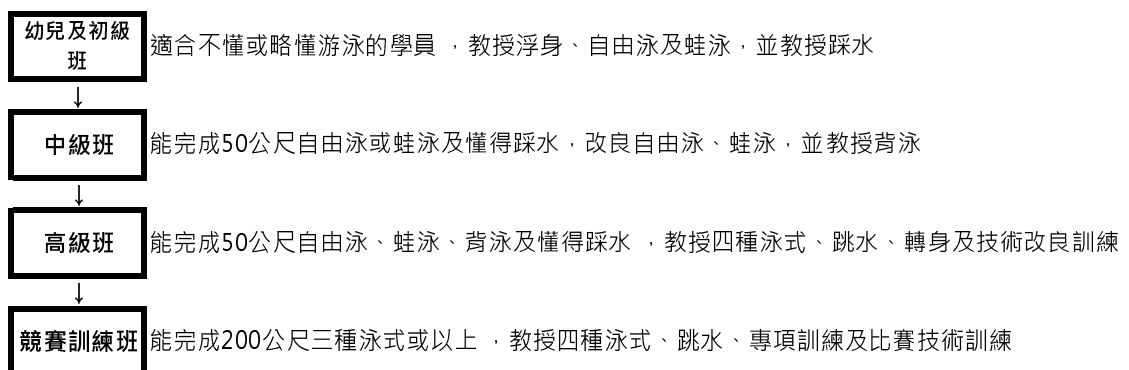 幼兒及初級
班
適合不懂或略懂游泳的學員 ，教授浮身、自由泳及蛙泳，並教授踩水
↓
中級班
能完成50公尺自由泳或蛙泳及懂得踩水，改良自由泳、蛙泳，並教授背泳
↓
高級班
能完成50公尺自由泳、蛙泳、背泳及懂得踩水 ，教授四種泳式、跳水、轉身及技術改良訓練
↓
競賽訓練班
能完成200公尺三種泳式或以上 ，教授四種泳式、跳水、專項訓練及比賽技術訓練